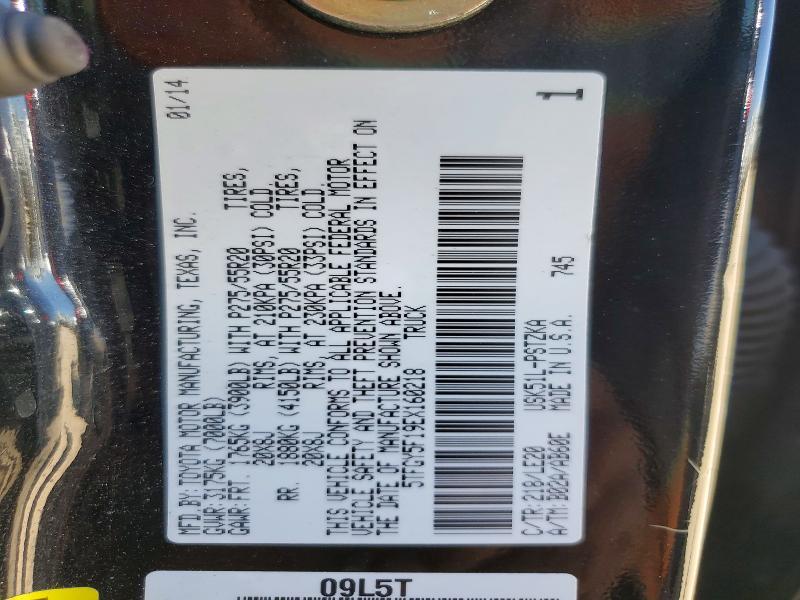 MFD.BY: TOYOTA MOTOR MANUFACTURING, TEXAS, INC. 01/14
GVWR: 3175KG (7000LB)
GAWR: FRT. 1765KG (3900LB) WITH P275/55R20 TIRES,
20X8J RIMS, AT 210KPA (30PSI) COLD.
RR. 1880KG (4150LB) WITH P275/55R20 TIRES,
20X8J RIMS, AT 230KPA (33PSI) COLD.
THIS VEHICLE CONFORMS TO ALL APPLICABLE FEDERAL MOTOR
VEHICLE SAFETY AND THEFT PREVENTION STANDARDS IN EFFECT ON
THE DATE OF MANUFACTURE SHOWN ABOVE.
5TFGY5F19EX160218 TRUCK
C/TR: 218/LE20 USK51L-PSTZKA
A/TM: B02A/AB60E MADE IN U.S.A. 745
1
09L5T